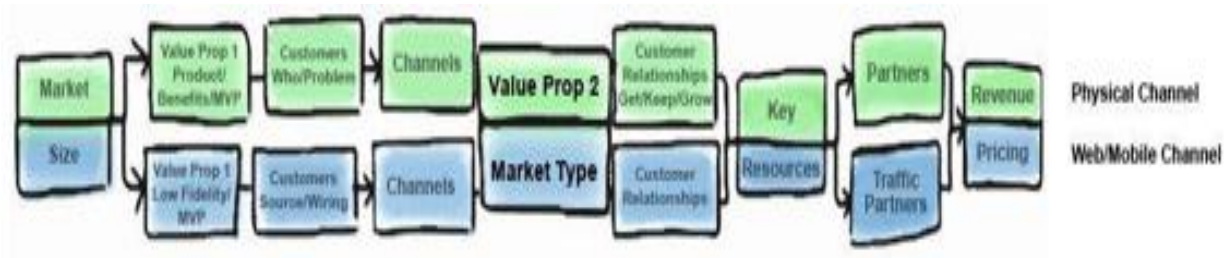 Market
Size
Value Prop 1
Product/
Benefits/MVP
Customers
Who/Problem
Channels
Value Prop 1
Low Fidelity/
MVP
Customers
Source/Wiring
Channels
Value Prop 2
Market Type
Customer
Relationships
Get/Keep/Grow
Customer
Relationships
Key
Resources
Partners
Traffic
Partners
Revenue
Pricing
Physical Channel
Web/Mobile Channel